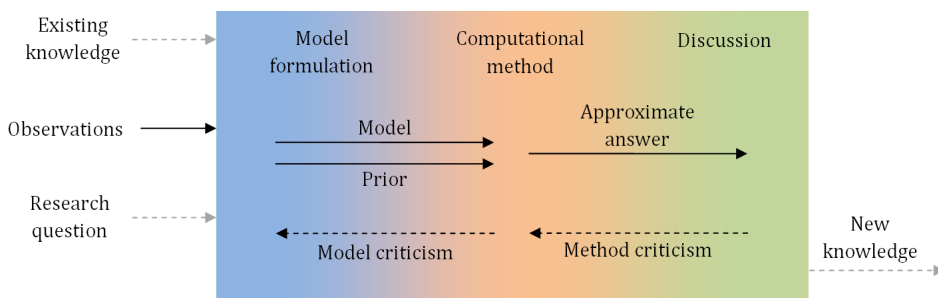 Existing
knowledge
Model
formulation
Computational
method
Discussion
Observations
Model
Prior
Approximate
answer
Research
question
Model criticism
Method criticism
New
knowledge